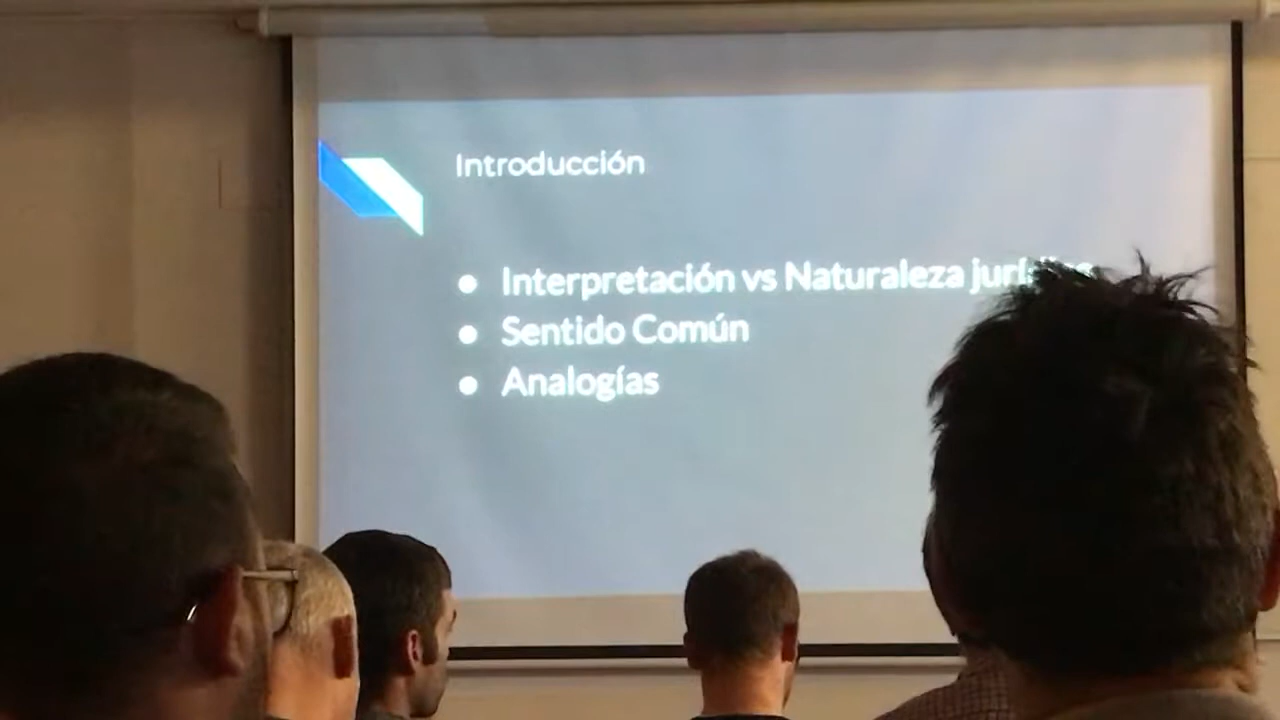 Introducción
● Interpretación vs Naturaleza
● Sentido Común
● Analogías